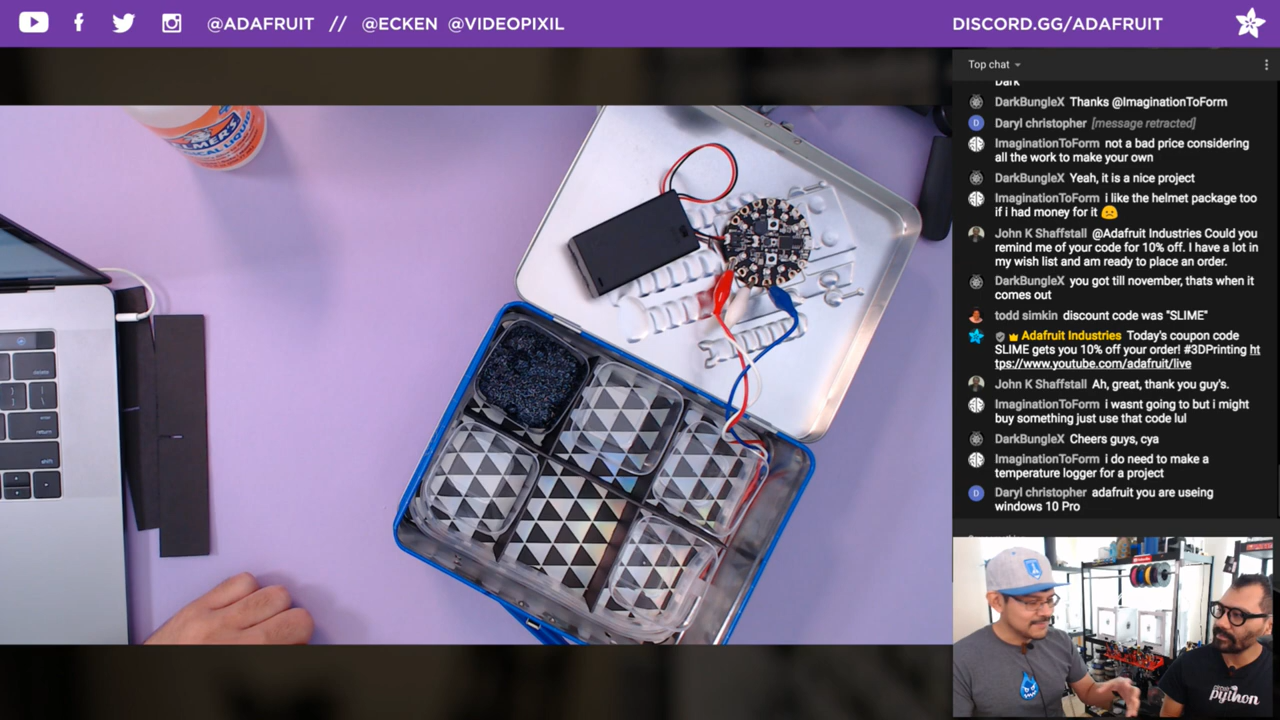 @ADAFRUIT // @ECKEN @VIDEOPIXIL
DISCORD.GG/ADAFRUIT
Top chat
Dark
DarkBungleX Thanks @ImaginationToForm
Daryl christopher [message retracted]
ImaginationToForm not a bad price considering
all the work to make your own
DarkBungleX Yeah, it is a nice project
ImaginationToForm i like the helmet package too
if i had money for it
John K Shaffstall @Adafruit Industries Could you
remind me of your code for 10% off. I have a lot in
my wish list and am ready to place an order.
DarkBungleX you got till november, thats when it
comes out
todd simkin discount code was "SLIME"
Adafruit Industries Today's coupon code
SLIME gets you 10% off your order! #3DPrinting ht
tps://www.youtube.com/adafruit/live
John K Shaffstall Ah, great, thank you guy's.
ImaginationToForm i wasnt going to but i might
buy something just use that code lul
DarkBungleX Cheers guys, cya
ImaginationToForm i do need to make a
temperature logger for a project
Daryl christopher adafruit you are useing
windows 10 Pro
python